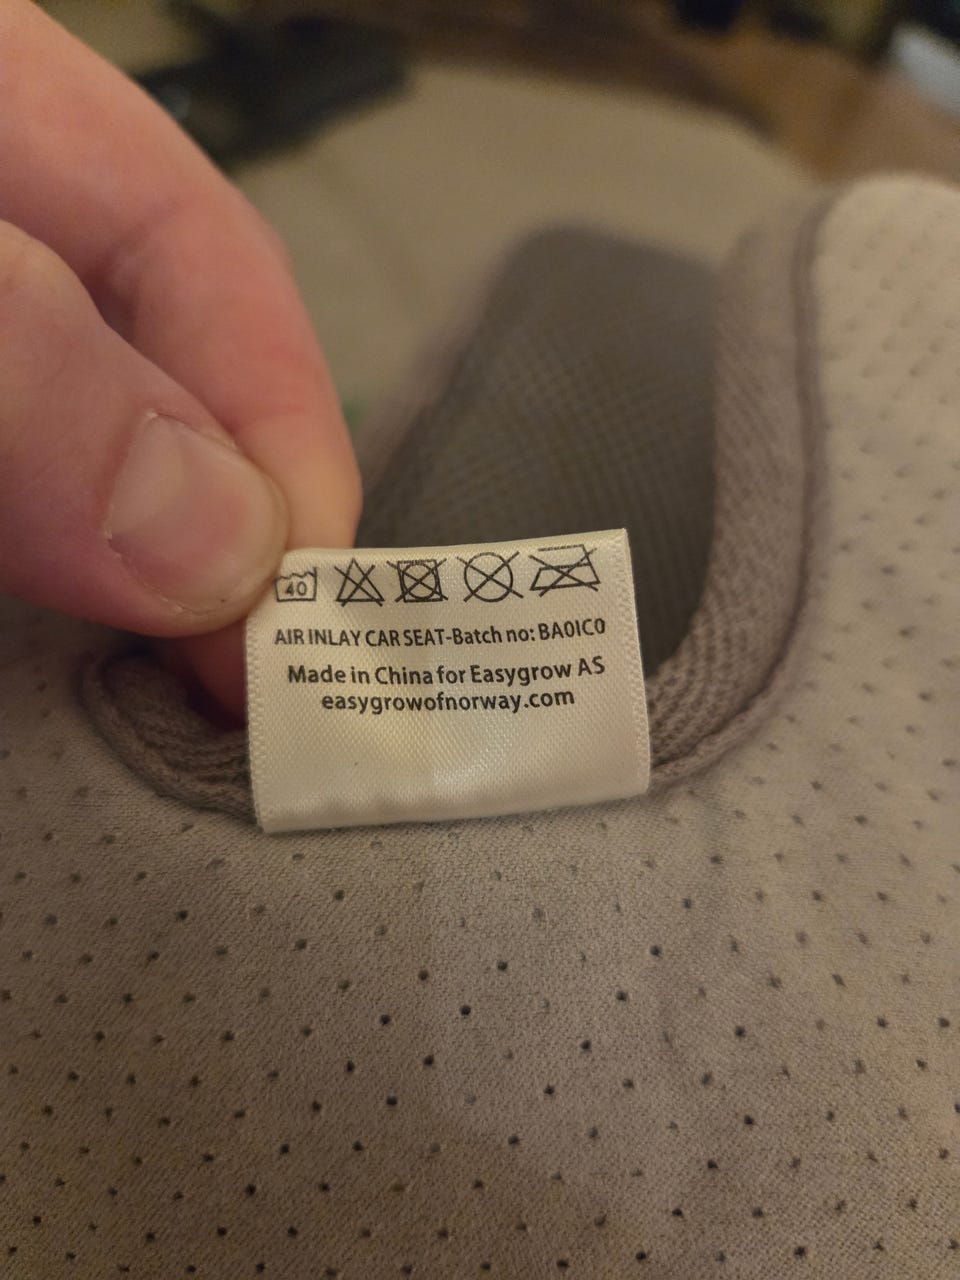 40
AIR INLAY CAR SEAT-Batch no: BA0IC0
Made in China for Easygrow AS
easygrowofnorway.com